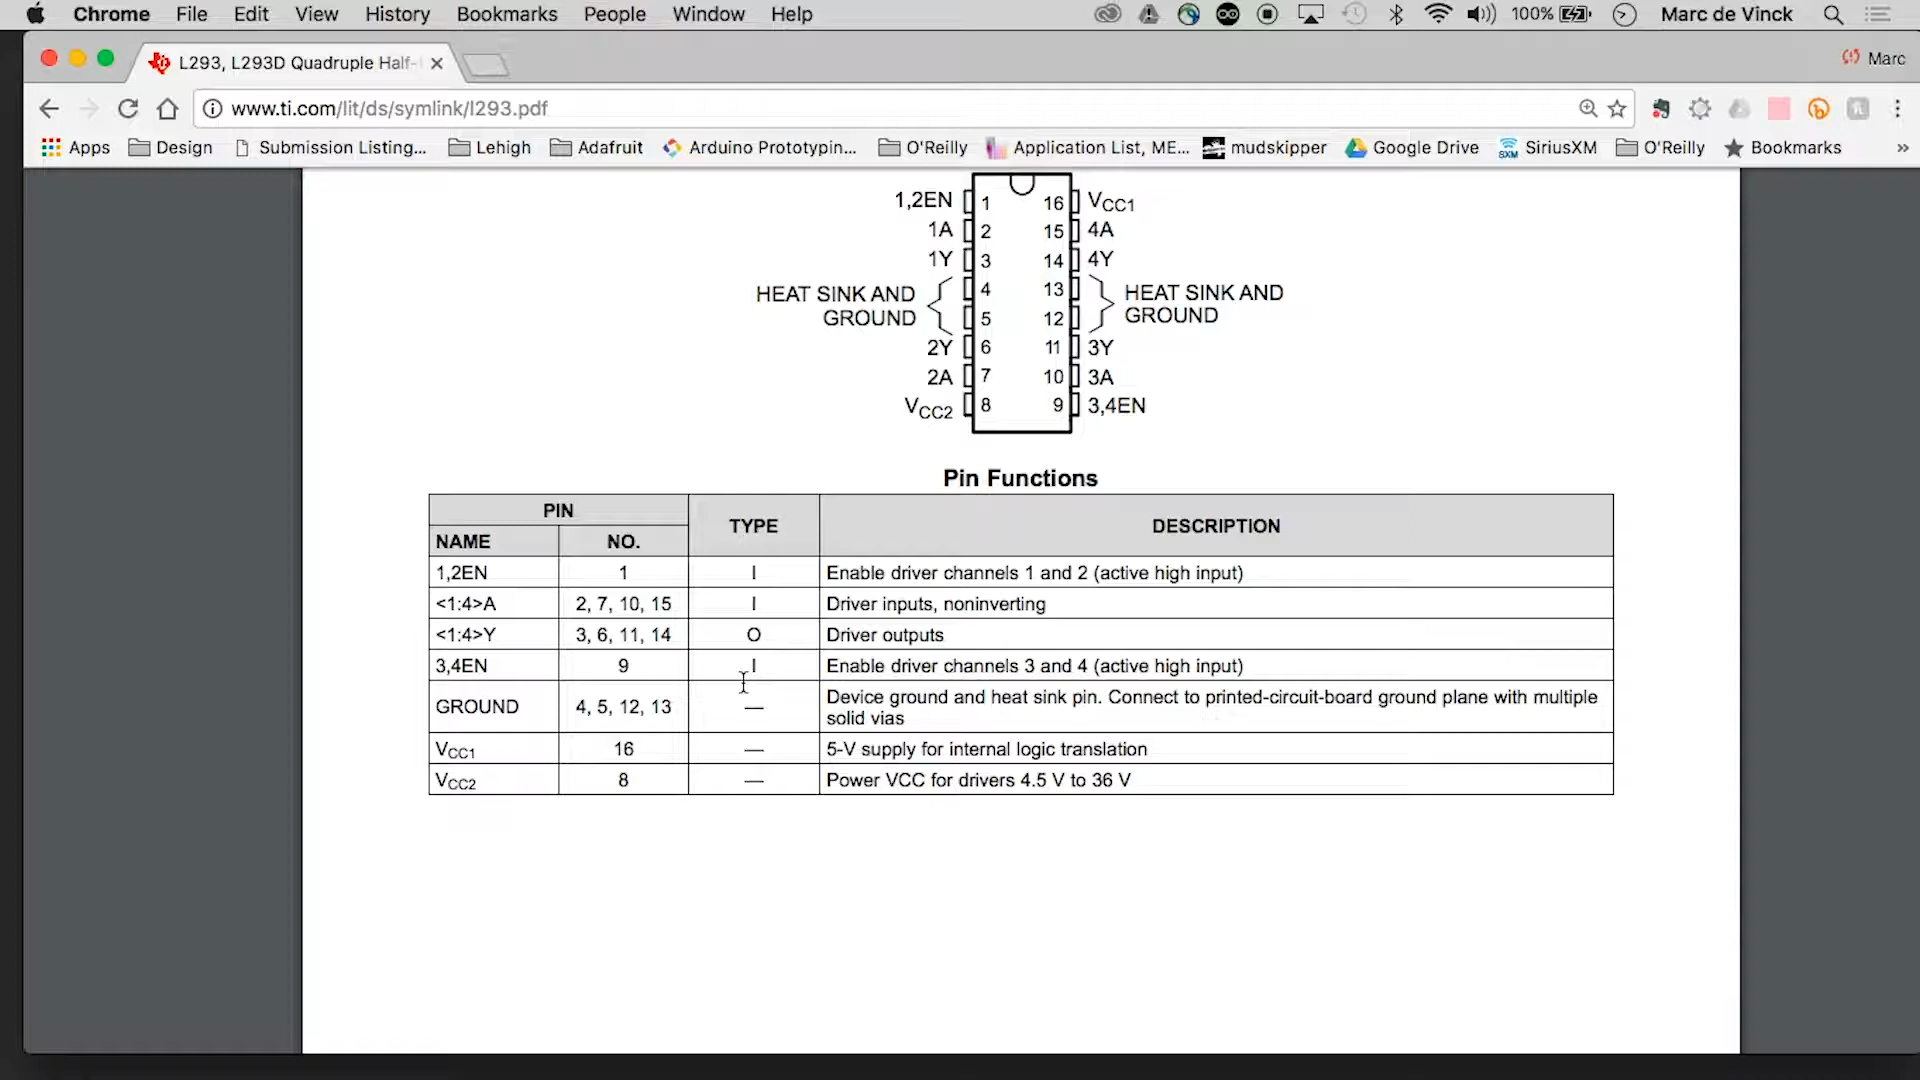 Chrome File Edit View History Bookmarks People Window Help 100% Marc de Vinck
L293, L293D Quadruple Half- Marc
www.ti.com/lit/ds/symlink/l293.pdf
Apps Design Submission Listing... Lehigh Adafruit Arduino Prototypin... O'Reilly Application List, ME... mudskipper Google Drive SiriusXM O'Reilly Bookmarks »
1,2EN 1 16 VCC1
1A 2 15 4A
1Y 3 14 4Y
HEAT SINK AND 4 13 HEAT SINK AND
GROUND 5 12 GROUND
2Y 6 11 3Y
2A 7 10 3A
VCC2 8 9 3,4EN
Pin Functions
PIN TYPE DESCRIPTION
NAME NO.
1,2EN 1 I Enable driver channels 1 and 2 (active high input)
<1:4>A 2, 7, 10, 15 I Driver inputs, noninverting
<1:4>Y 3, 6, 11, 14 O Driver outputs
3,4EN 9 I Enable driver channels 3 and 4 (active high input)
GROUND 4, 5, 12, 13 — Device ground and heat sink pin. Connect to printed-circuit-board ground plane with multiple
solid vias
VCC1 16 — 5-V supply for internal logic translation
VCC2 8 — Power VCC for drivers 4.5 V to 36 V